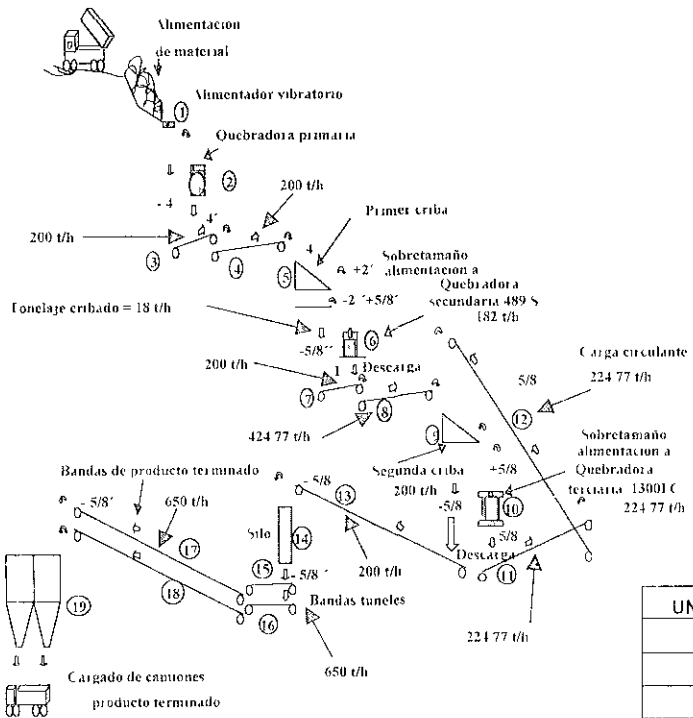 Alimentacion
de material
Alimentador vibratorio
1
Quebradora primaria
2
- 4
200 t/h
200 t/h
4´
3
4
Primer criba
4
5
+2´
Sobretamaño
alimentacion a
Quebradora
secundaria 489 S
182 t/h
-2 ´+5/8´
Tonelaje cribado = 18 t/h
-5/8´´
6
1
Descarga
200 t/h
7
8
424 77 t/h
5/8
Carga circulante
224 77 t/h
12
9
Segunda criba
200 t/h
+5/8
-5/8
Sobretamaño
alimentacion a
Quebradora
terciaria 1300I C
224 77 t/h
10
5/8
Descarga
11
224 77 t/h
Bandas de producto terminado
- 5/8´
650 t/h
17
18
- 5/8
13
200 t/h
Silo
14
- 5/8 ´
15
16
Bandas tuneles
650 t/h
19
Cargado de camiones
producto terminado
UN